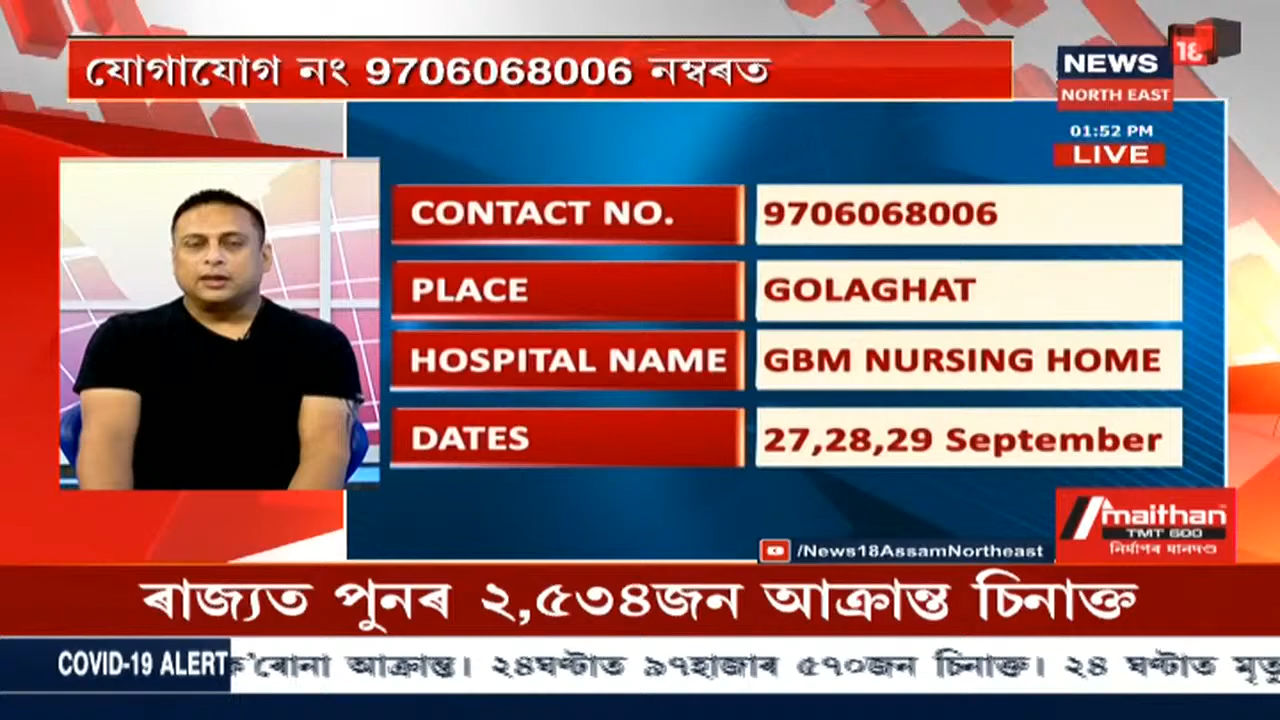 যোগাযোগ নং 9706068006 নম্বৰত
NEWS 18
NORTH EAST
01:52 PM
LIVE
CONTACT NO. 9706068006
PLACE GOLAGHAT
HOSPITAL NAME GBM NURSING HOME
DATES 27,28,29 September
maithan
TMT 600
নিৰ্মাণৰ মানদণ্ড
/News18AssamNortheast
ৰাজ্যত পুনৰ ২,৫৩৪জন আক্ৰান্ত চিনাক্ত
COVID-19 ALERT ক'ৰোনা আক্ৰান্ত। ২৪ঘণ্টাত ৯৭হাজাৰ ৫৭০জন চিনাক্ত। ২৪ ঘণ্টাত